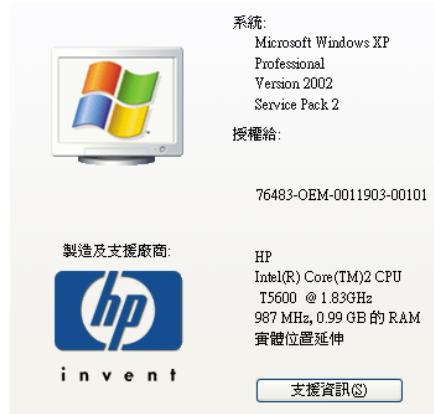 系統:
Microsoft Windows XP
Professional
Version 2002
Service Pack 2
授權給:
76483-OEM-0011903-00101
製造及支援廠商:
hp
invent
HP
Intel(R) Core(TM)2 CPU
T5600 @ 1.83GHz
987 MHz, 0.99 GB 的 RAM
實體位置延伸
支援資訊(S)